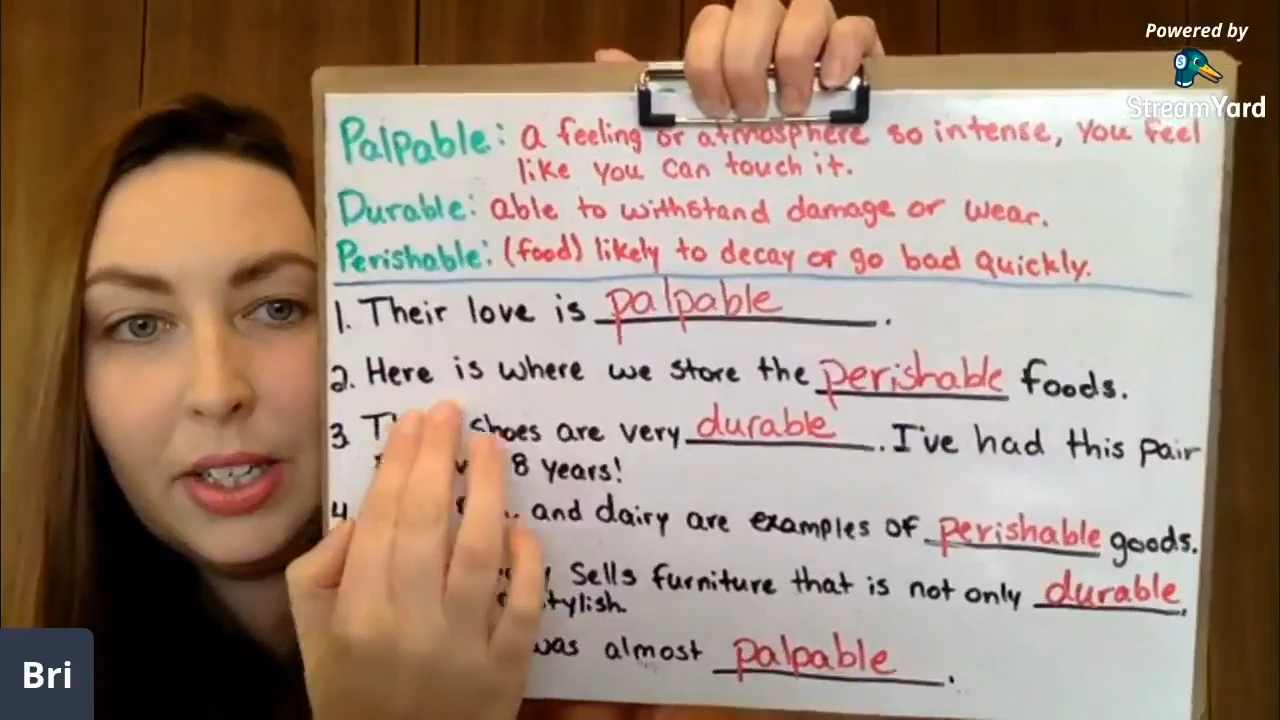 Powered by
StreamYard
Palpable: a feeling or atmosphere so intense, you feel
like you can touch it.
Durable: able to withstand damage or wear.
Perishable: (food) likely to decay or go bad quickly.
1. Their love is palpable.
2. Here is where we store the perishable foods.
3 shoes are very durable. I've had this pair
8 years!
4 and dairy are examples of perishable goods.
Sells furniture that is not only durable,
was almost palpable.
Bri